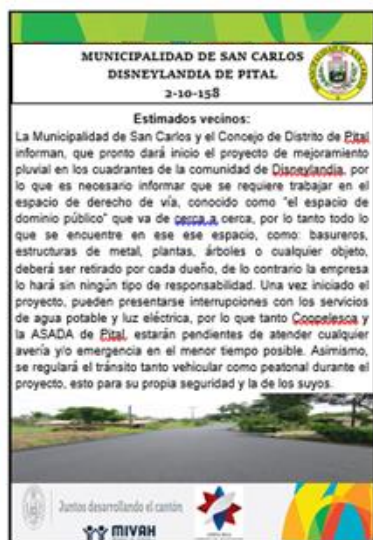 MUNICIPALIDAD DE SAN CARLOS
DISNEYLANDIA DE PITAL
2-10-158
Estimados vecinos:
La Municipalidad de San Carlos y el Concejo de Distrito de Pital
informan, que pronto dará inicio el proyecto de mejoramiento
pluvial en los cuadrantes de la comunidad de Disneylandia, por
lo que es necesario informar que se requiere trabajar en el
espacio de derecho de vía, conocido como "el espacio de
dominio público" que va de cerca a cerca, por lo tanto todo lo
que se encuentre en ese ese espacio, como: basureros,
estructuras de metal, plantas, árboles o cualquier objeto,
deberá ser retirado por cada dueño, de lo contrario la empresa
lo hará sin ningún tipo de responsabilidad. Una vez iniciado el
proyecto, pueden presentarse interrupciones con los servicios
de agua potable y luz eléctrica, por lo que tanto Coopelesca y
la ASADA de Pital, estarán pendientes de atender cualquier
avería y/o emergencia en el menor tiempo posible. Asimismo,
se regulará el tránsito tanto vehicular como peatonal durante el
proyecto, esto para su propia seguridad y la de los suyos.
Juntos desarrollando el cantón
MIVAH